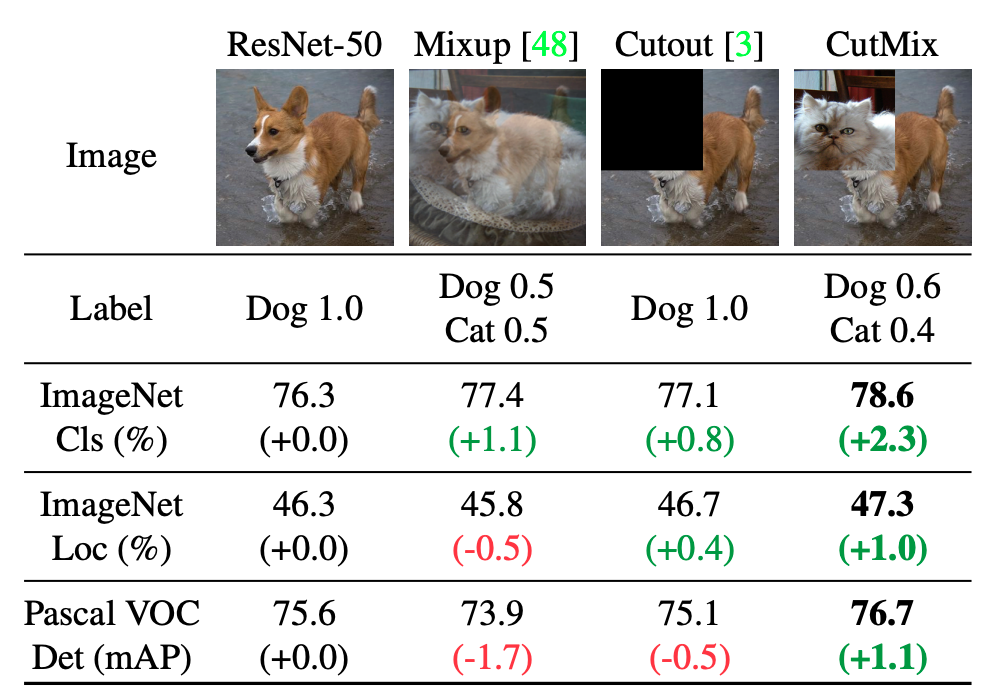 ResNet-50 Mixup [48] Cutout [3] CutMix
Image
Label Dog 1.0 Dog 0.5 Dog 1.0 Dog 0.6
Cat 0.5 Cat 0.4
ImageNet 76.3 77.4 77.1 78.6
Cls (%) (+0.0) (+1.1) (+0.8) (+2.3)
ImageNet 46.3 45.8 46.7 47.3
Loc (%) (+0.0) (-0.5) (+0.4) (+1.0)
Pascal VOC 75.6 73.9 75.1 76.7
Det (mAP) (+0.0) (-1.7) (-0.5) (+1.1)